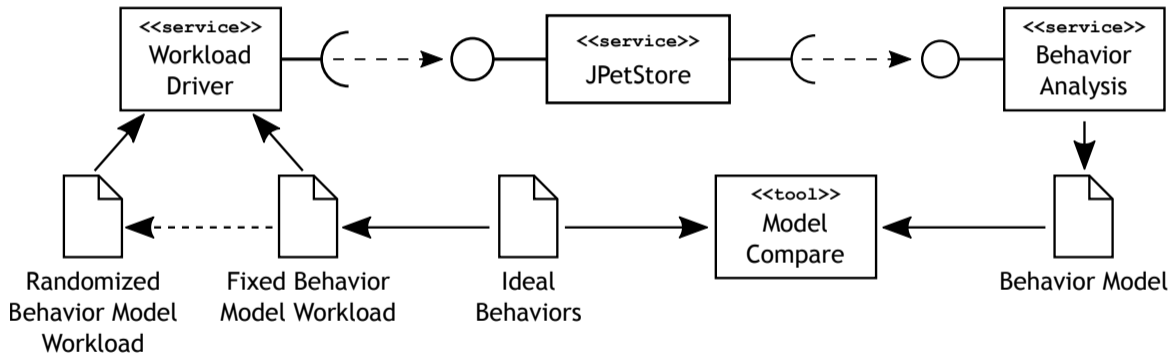 <<service>>
Workload
Driver
<<service>>
JPetStore
<<service>>
Behavior
Analysis
<<tool>>
Model
Compare
Randomized
Behavior Model
Workload
Fixed Behavior
Model Workload
Ideal
Behaviors
Behavior Model